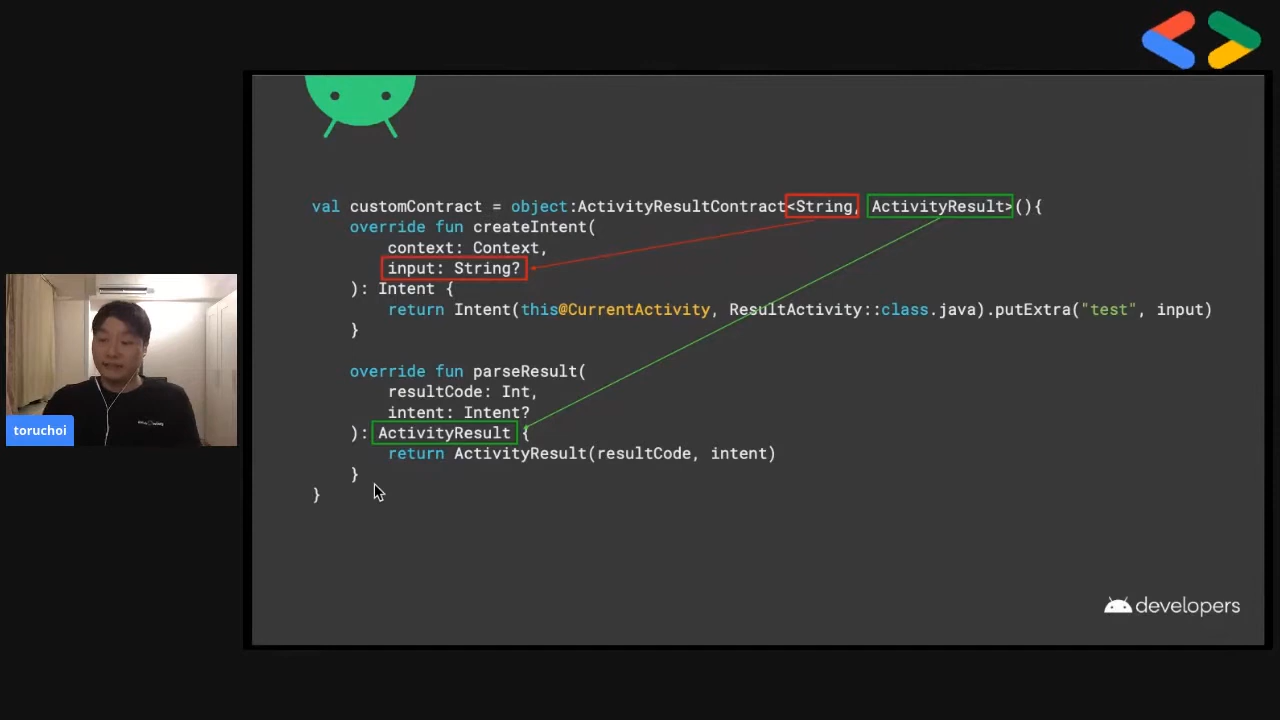 val customContract = object:ActivityResultContract<String, ActivityResult>(){
override fun createIntent(
context: Context,
input: String?
): Intent {
return Intent(this@CurrentActivity, ResultActivity::class.java).putExtra("test", input)
}
override fun parseResult(
resultCode: Int,
intent: Intent?
): ActivityResult {
return ActivityResult(resultCode, intent)
}
}
toruchoi
developers